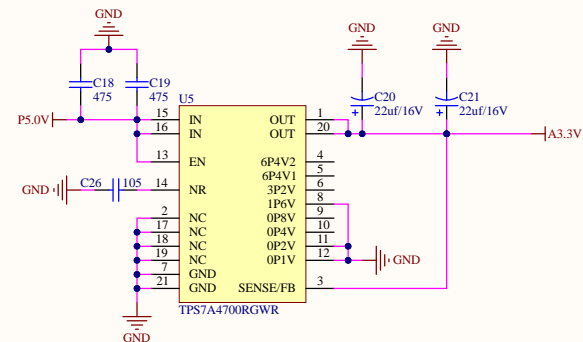 GND
GND
GND
C18
475
C19
475
C20
22uf/16V
C21
22uf/16V
U5
P5.0V
15 IN
16 IN
13 EN
C26 105
GND
14 NR
2 NC
17 NC
18 NC
19 NC
7 GND
21 GND
OUT 1
OUT 20
A3.3V
6P4V2 4
6P4V1 5
3P2V 6
1P6V 8
0P8V 9
0P4V 10
0P2V 11
0P1V 12
GND
SENSE/FB 3
TPS7A4700RGWR
GND